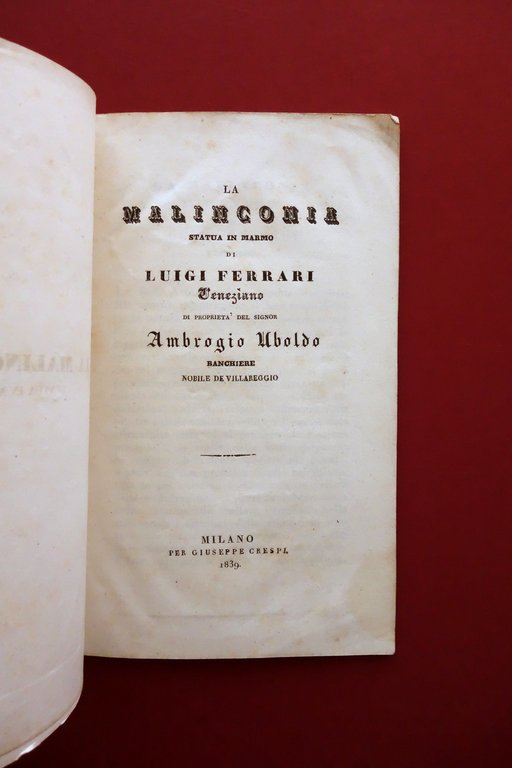 LA
MALINCONIA
STATUA IN MARMO
DI
LUIGI FERRARI
Veneziano
DI PROPRIETA' DEL SIGNOR
Ambrogio Uboldo
BANCHIERE
NOBILE DE VILLAREGGIO
MILANO
PER GIUSEPPE CRESPI.
1839.